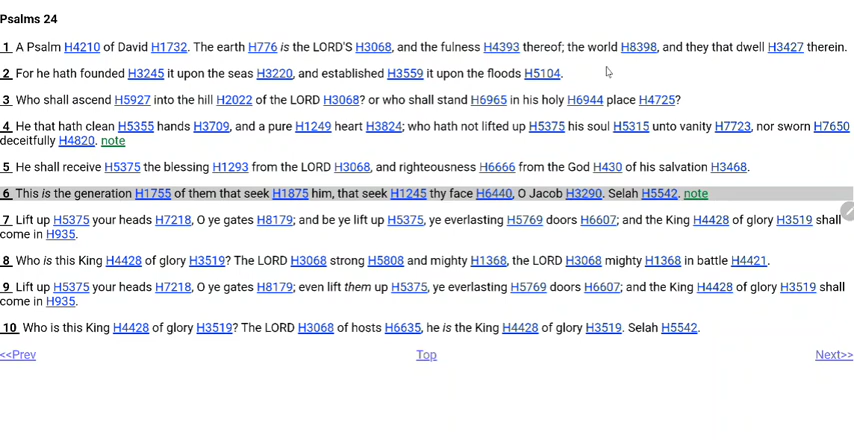 Psalms 24
1 A Psalm H4210 of David H1732. The earth H776 is the LORD'S H3068, and the fulness H4393 thereof; the world H8398, and they that dwell H3427 therein.
2 For he hath founded H3245 it upon the seas H3220, and established H3559 it upon the floods H5104.
3 Who shall ascend H5927 into the hill H2022 of the LORD H3068? or who shall stand H6965 in his holy H6944 place H4725?
4 He that hath clean H5355 hands H3709, and a pure H1249 heart H3824; who hath not lifted up H5375 his soul H5315 unto vanity H7723, nor sworn H7650
deceitfully H4820. note
5 He shall receive H5375 the blessing H1293 from the LORD H3068, and righteousness H6666 from the God H430 of his salvation H3468.
6 This is the generation H1755 of them that seek H1875 him, that seek H1245 thy face H6440, O Jacob H3290. Selah H5542. note
7 Lift up H5375 your heads H7218, O ye gates H8179; and be ye lift up H5375, ye everlasting H5769 doors H6607; and the King H4428 of glory H3519 shall
come in H935.
8 Who is this King H4428 of glory H3519? The LORD H3068 strong H5808 and mighty H1368, the LORD H3068 mighty H1368 in battle H4421.
9 Lift up H5375 your heads H7218, O ye gates H8179; even lift them up H5375, ye everlasting H5769 doors H6607; and the King H4428 of glory H3519 shall
come in H935.
10 Who is this King H4428 of glory H3519? The LORD H3068 of hosts H6635, he is the King H4428 of glory H3519. Selah H5542.
<<Prev Top Next>>